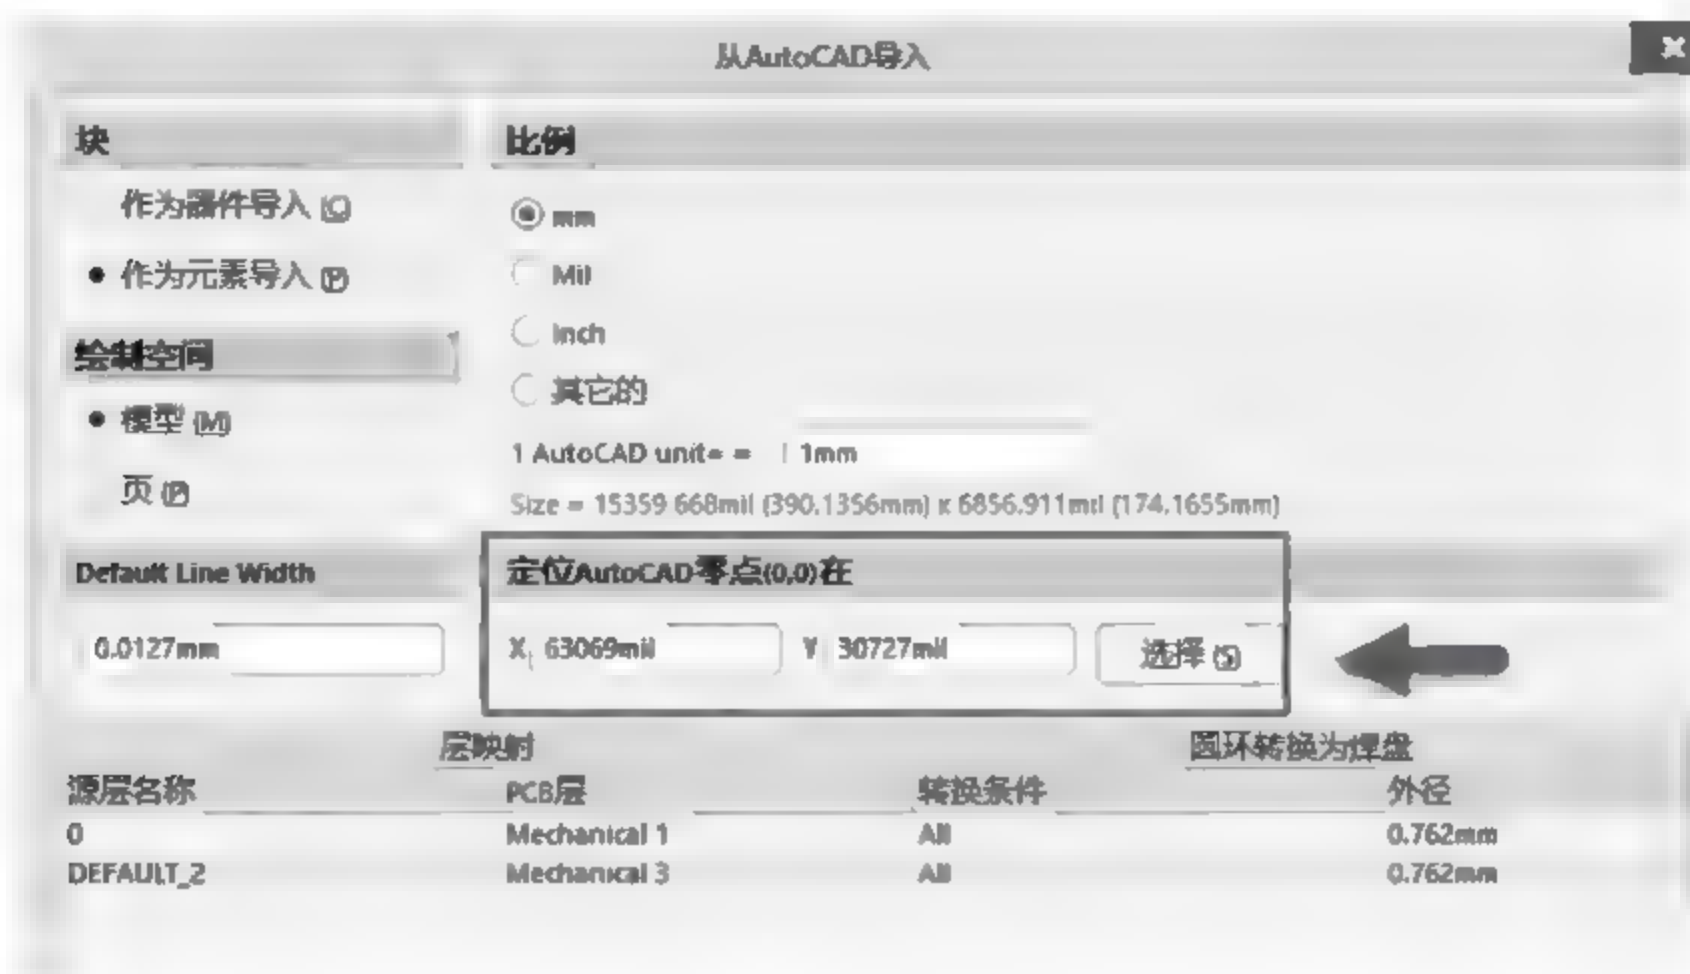 从AutoCAD导入
块
作为器件导入 (C)
作为元素导入 (P)
绘制空间
模型 (M)
页 (P)
比例
mm
Mil
Inch
其它的
1 AutoCAD unit= = 1mm
Size = 15359.668mil (390.1356mm) x 6856.911mil (174.1655mm)
Default Line Width
0.0127mm
定位AutoCAD零点(0,0)在
X 63069mil Y 30727mil 选择 (S)
层映射 圆环转换为焊盘
源层名称 PCB层 转换条件 外径
0 Mechanical 1 All 0.762mm
DEFAULT_2 Mechanical 3 All 0.762mm